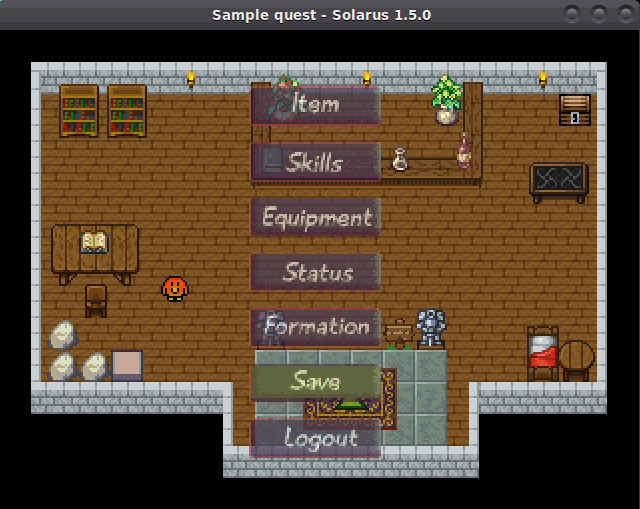 Sample quest - Solarus 1.5.0
Item
Skills
Equipment
Status
Formation
Save
Logout